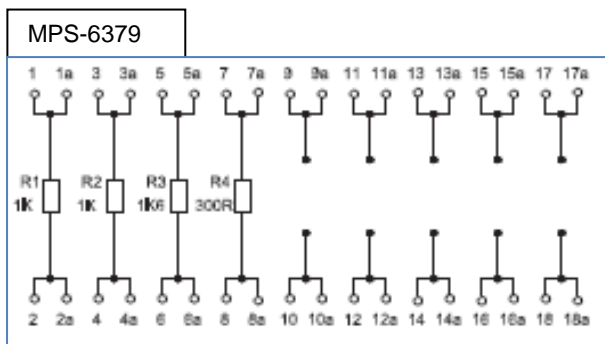 MPS-6379
1 1a 3 3a 5 5a 7 7a 9 9a 11 11a 13 13a 15 15a 17 17a
R1 R2 R3 R4
1K 1K 1K6 300R
2 2a 4 4a 6 6a 8 8a 10 10a 12 12a 14 14a 16 16a 18 18a